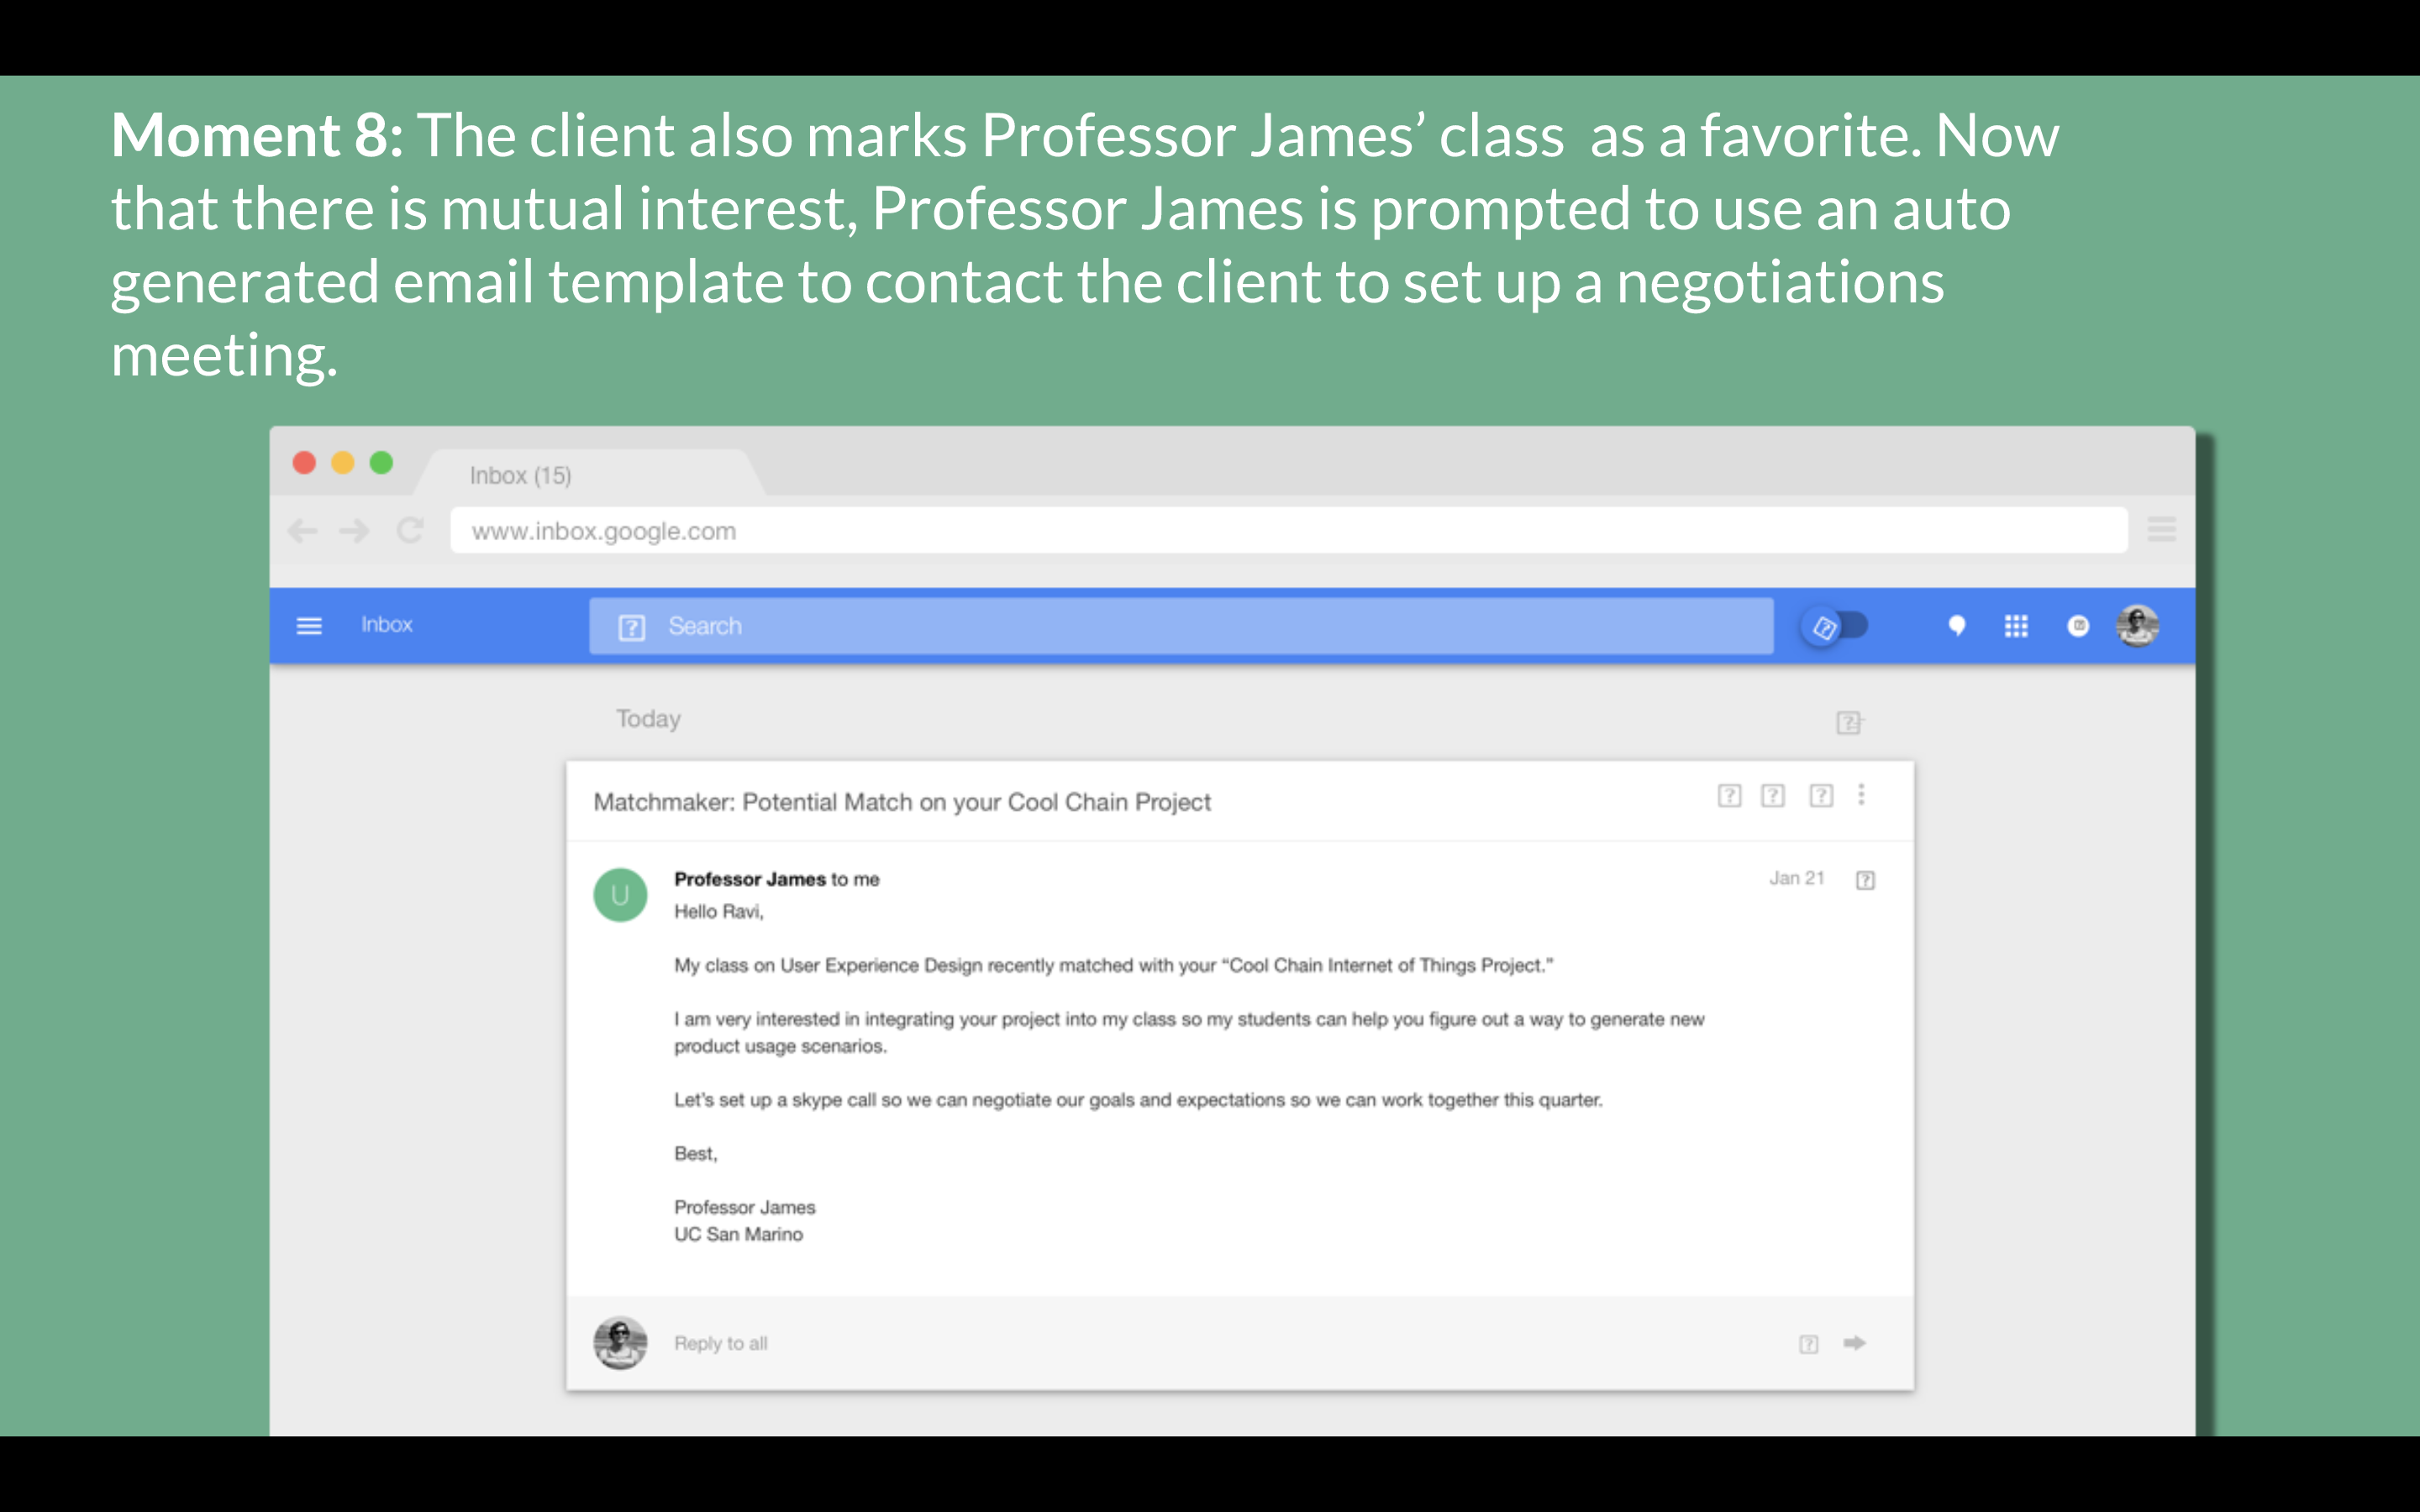 Moment 8: The client also marks Professor James’ class  as a favorite. Now
that there is mutual interest, Professor James is prompted to use an auto
generated email template to contact the client to set up a negotiations
meeting.
Inbox (15)
www.inbox.google.com
Inbox
Search
Today
Matchmaker: Potential Match on your Cool Chain Project
U
Professor James to me
Jan 21
Hello Ravi,
My class on User Experience Design recently matched with your “Cool Chain Internet of Things Project.”
I am very interested in integrating your project into my class so my students can help you figure out a way to generate new
product usage scenarios.
Let’s set up a skype call so we can negotiate our goals and expectations so we can work together this quarter.
Best,
Professor James
UC San Marino
Reply to all